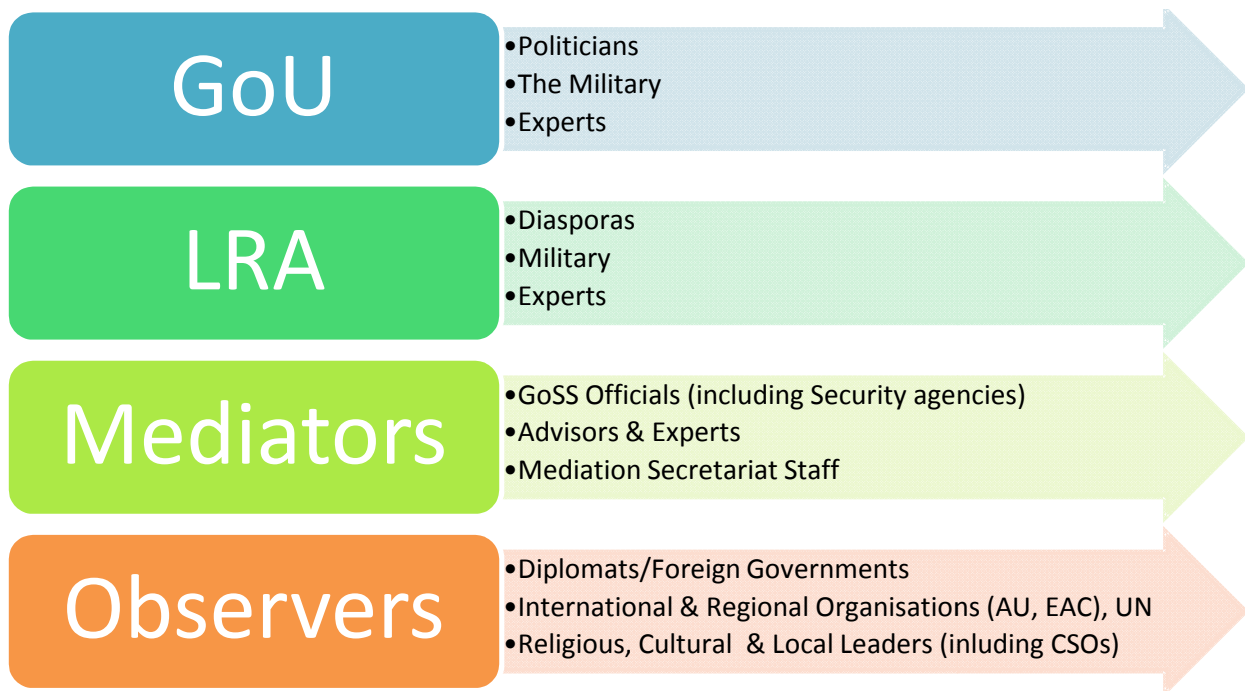 GoU
•Politicians
•The Military
•Experts
LRA
•Diasporas
•Military
•Experts
Mediators
•GoSS Officials (including Security agencies)
•Advisors & Experts
•Mediation Secretariat Staff
Observers
•Diplomats/Foreign Governments
•International & Regional Organisations (AU, EAC), UN
•Religious, Cultural & Local Leaders (inluding CSOs)